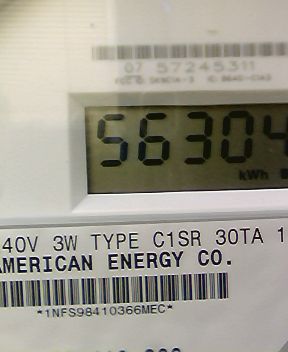 07 57245311
56304
kWh
40V 3W TYPE C1SR 30TA 1
AMERICAN ENERGY CO.
*1NFS98410366MEC*